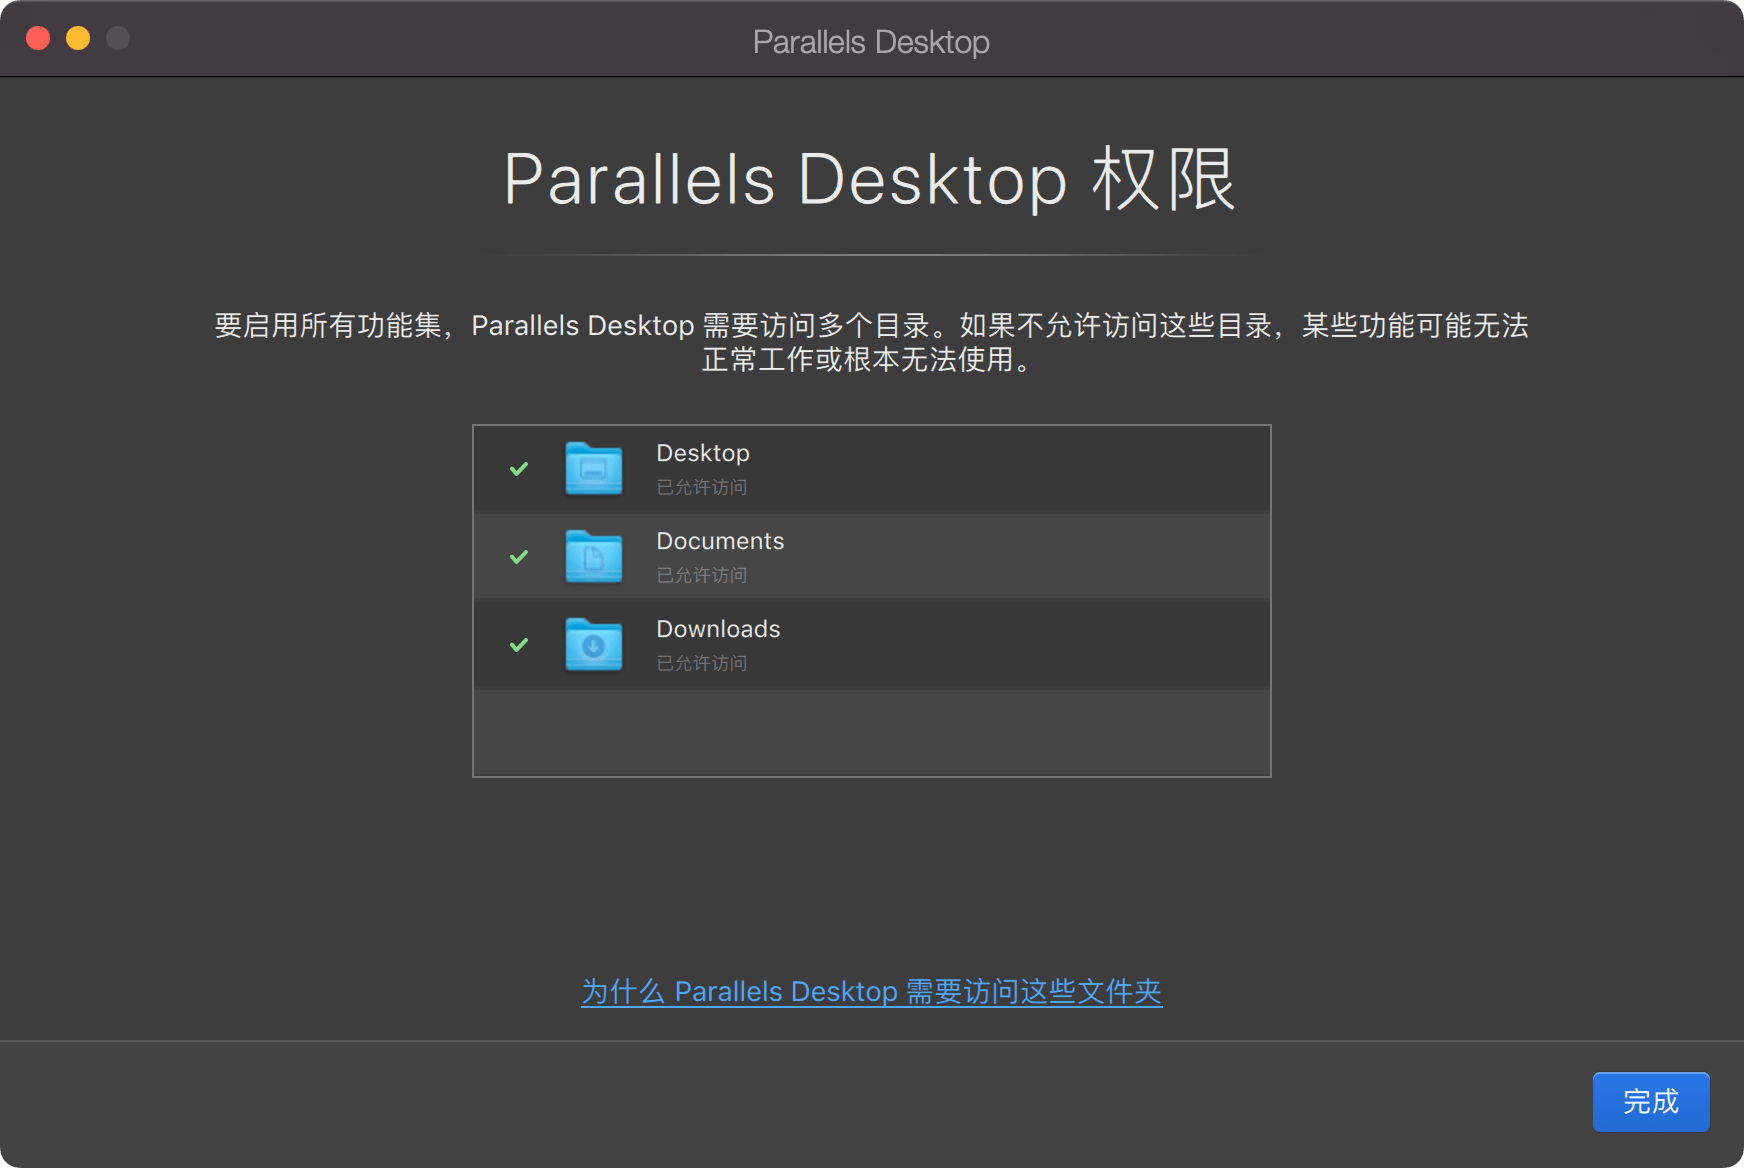 Parallels Desktop
Parallels Desktop 权限
要启用所有功能集，Parallels Desktop 需要访问多个目录。如果不允许访问这些目录，某些功能可能无法
正常工作或根本无法使用。
Desktop
已允许访问
Documents
已允许访问
Downloads
已允许访问
为什么 Parallels Desktop 需要访问这些文件夹
完成